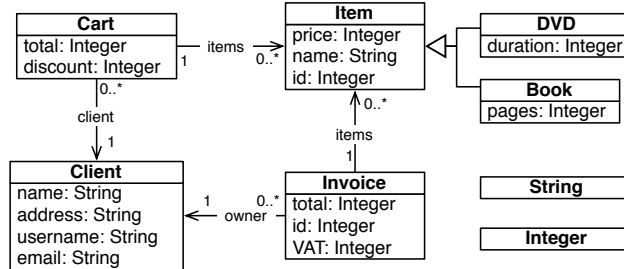 Cart
total: Integer
discount: Integer
1
items
0..*
Item
price: Integer
name: String
id: Integer
DVD
duration: Integer
Book
pages: Integer
0..*
client
1
0..*
items
1
Client
name: String
address: String
username: String
email: String
1
owner
0..*
Invoice
total: Integer
id: Integer
VAT: Integer
String
Integer